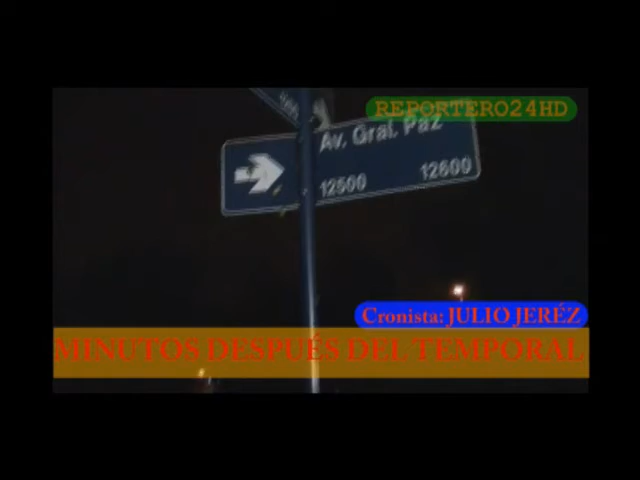 REPORTERO24HD
Av. Gral. Paz
12500 12600
Cronista: JULIO JERÉZ
MINUTOS DESPUÉS DEL TEMPORAL